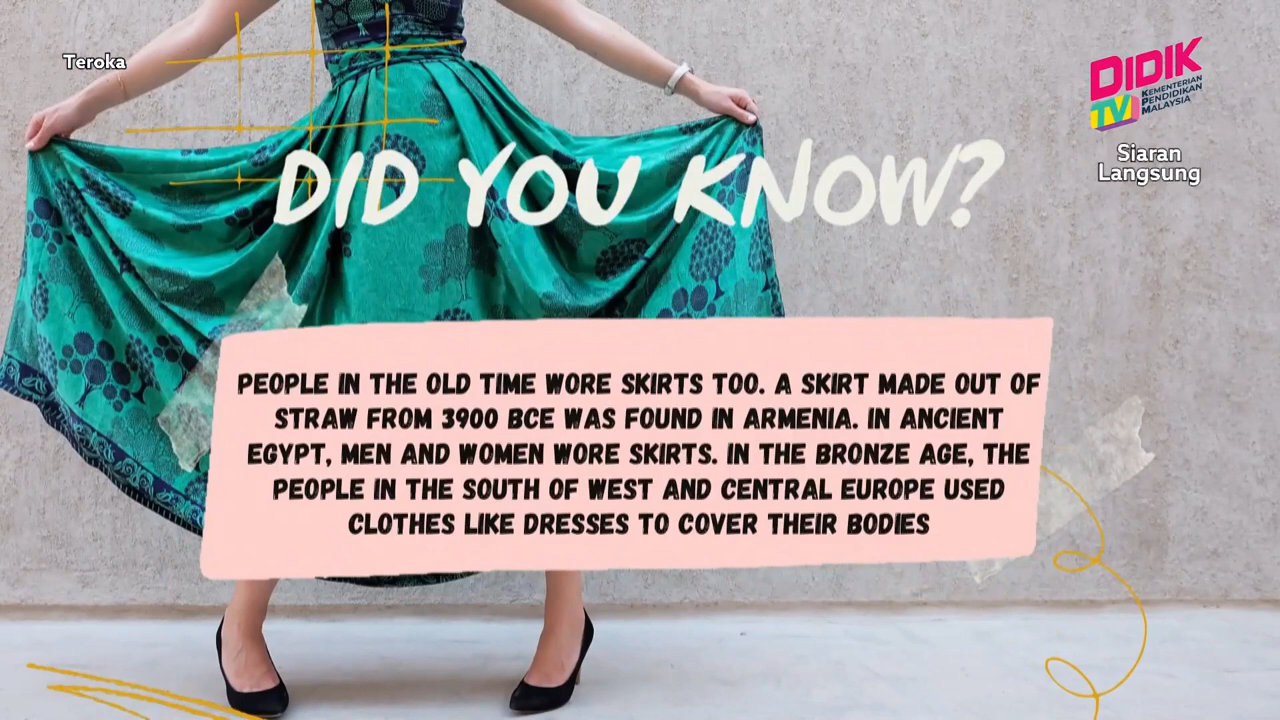 Teroka
DIDIK
TV
KEMENTERIAN
PENDIDIKAN
MALAYSIA
Siaran
Langsung
DID YOU KNOW?
PEOPLE IN THE OLD TIME WORE SKIRTS TOO. A SKIRT MADE OUT OF
STRAW FROM 3900 BCE WAS FOUND IN ARMENIA. IN ANCIENT
EGYPT, MEN AND WOMEN WORE SKIRTS. IN THE BRONZE AGE, THE
PEOPLE IN THE SOUTH OF WEST AND CENTRAL EUROPE USED
CLOTHES LIKE DRESSES TO COVER THEIR BODIES